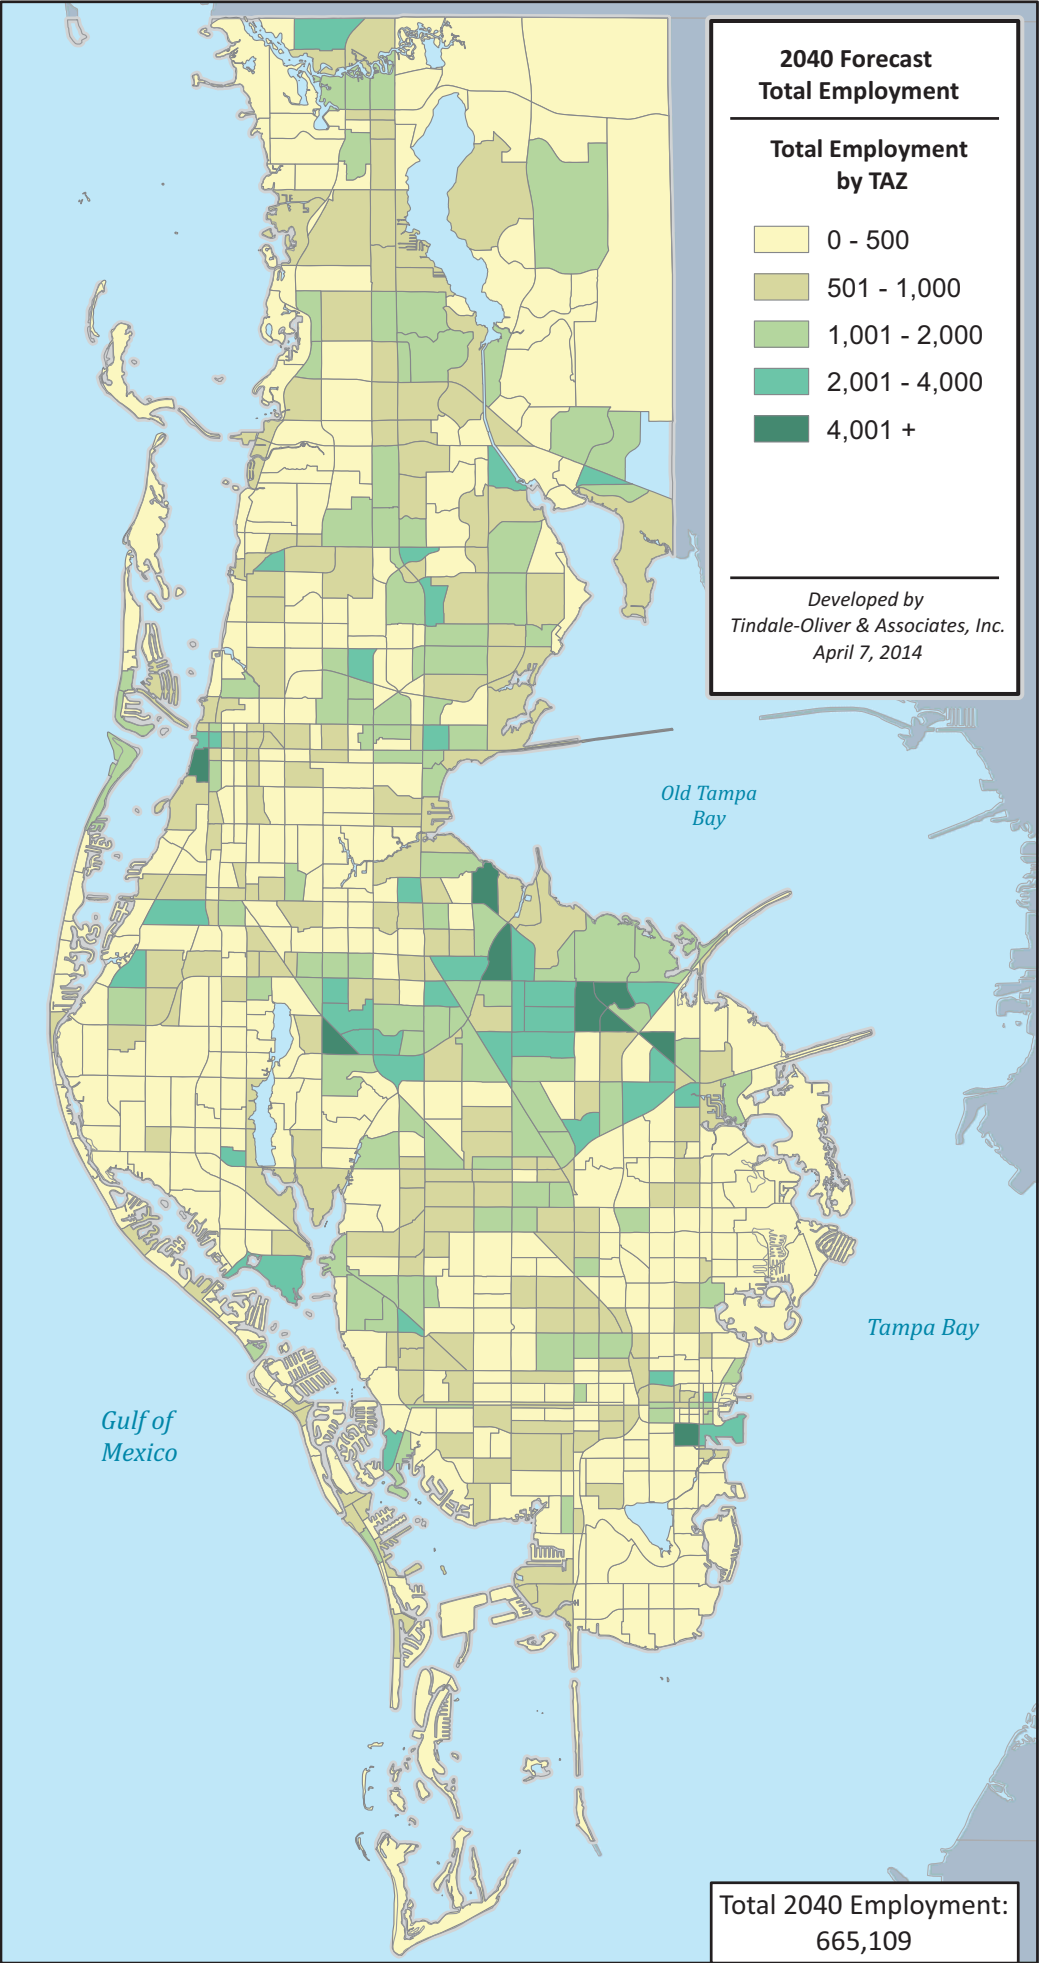 2040 Forecast
Total Employment
Total Employment
by TAZ
0 - 500
501 - 1,000
1,001 - 2,000
2,001 - 4,000
4,001 +
Developed by
Tindale-Oliver & Associates, Inc.
April 7, 2014
Old Tampa
Bay
Tampa Bay
Gulf of
Mexico
Total 2040 Employment:
665,109